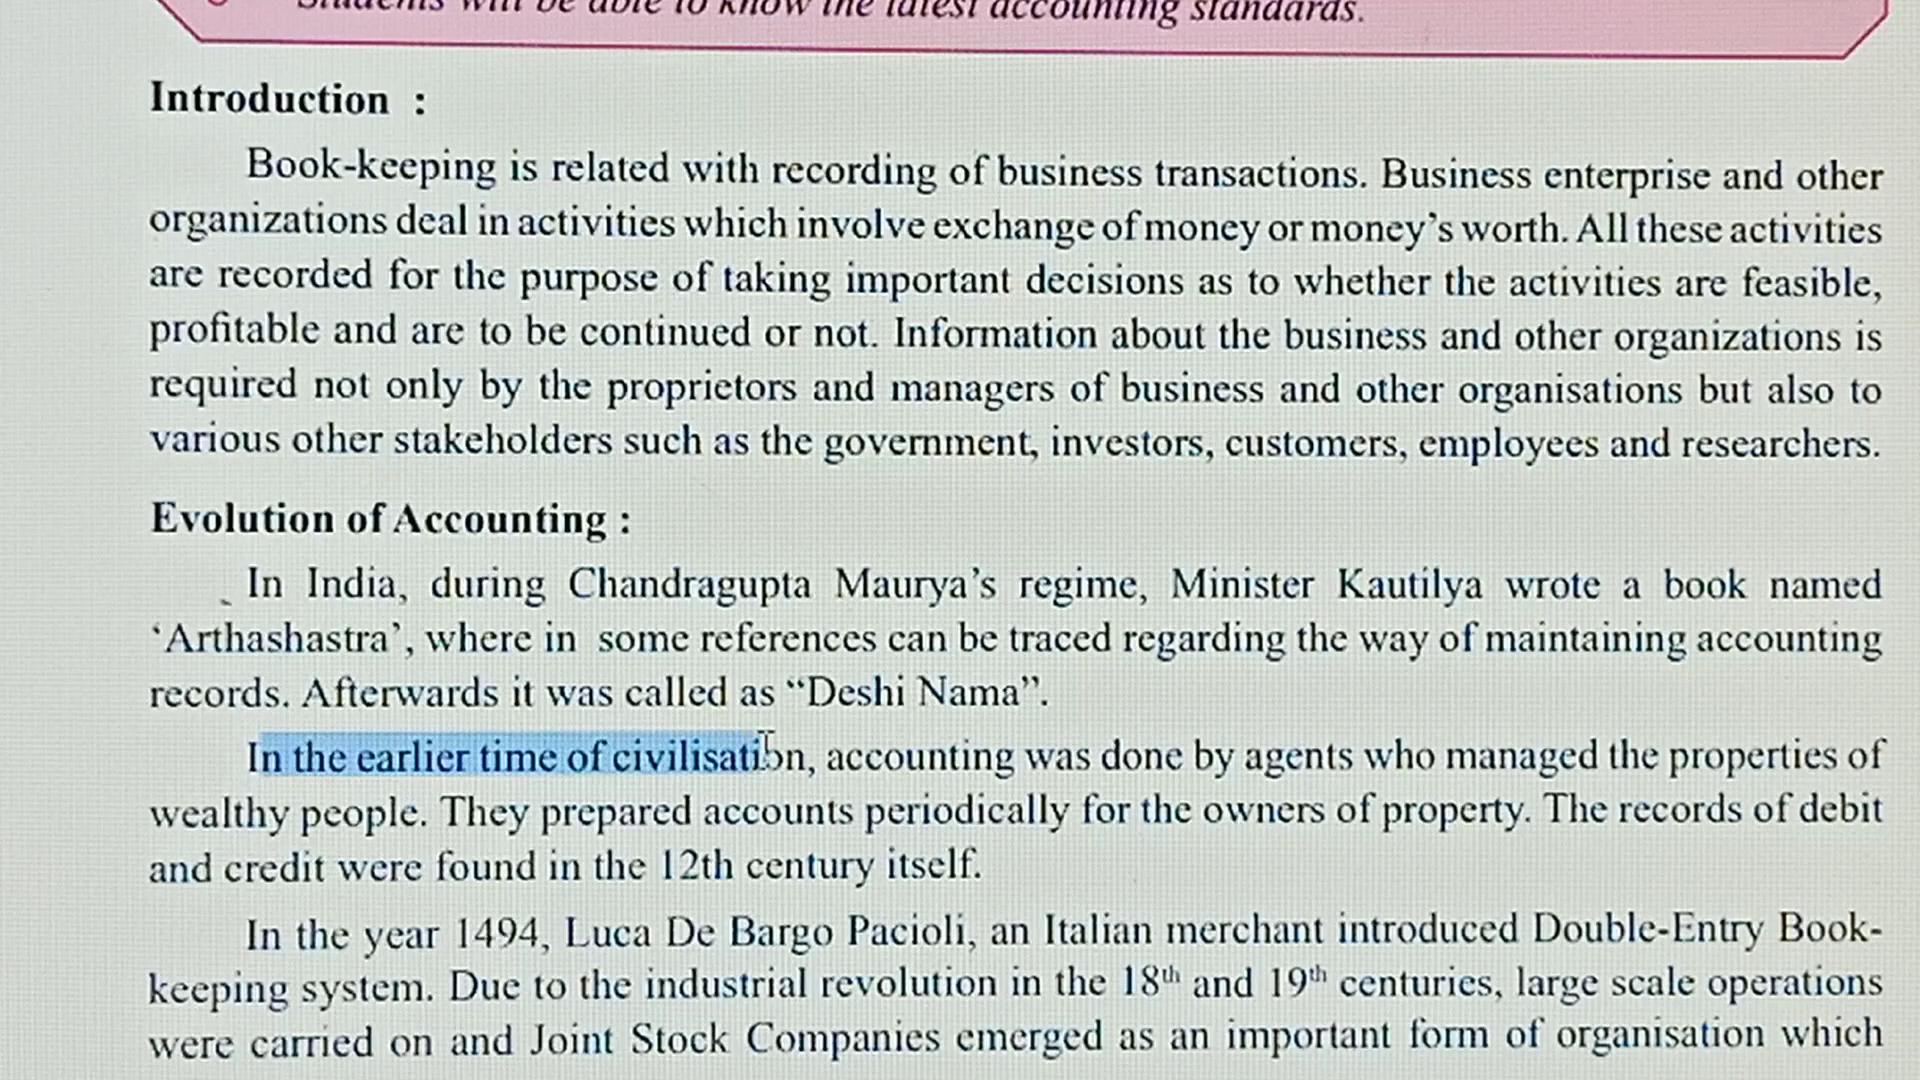 Students will be able to know the latest accounting standards.
Introduction :
Book-keeping is related with recording of business transactions. Business enterprise and other
organizations deal in activities which involve exchange of money or money's worth. All these activities
are recorded for the purpose of taking important decisions as to whether the activities are feasible,
profitable and are to be continued or not. Information about the business and other organizations is
required not only by the proprietors and managers of business and other organisations but also to
various other stakeholders such as the government, investors, customers, employees and researchers.
Evolution of Accounting :
In India, during Chandragupta Maurya's regime, Minister Kautilya wrote a book named
‘Arthashastra’, where in some references can be traced regarding the way of maintaining accounting
records. Afterwards it was called as “Deshi Nama”.
In the earlier time of civilisation, accounting was done by agents who managed the properties of
wealthy people. They prepared accounts periodically for the owners of property. The records of debit
and credit were found in the 12th century itself.
In the year 1494, Luca De Bargo Pacioli, an Italian merchant introduced Double-Entry Book-
keeping system. Due to the industrial revolution in the 18th and 19th centuries, large scale operations
were carried on and Joint Stock Companies emerged as an important form of organisation which